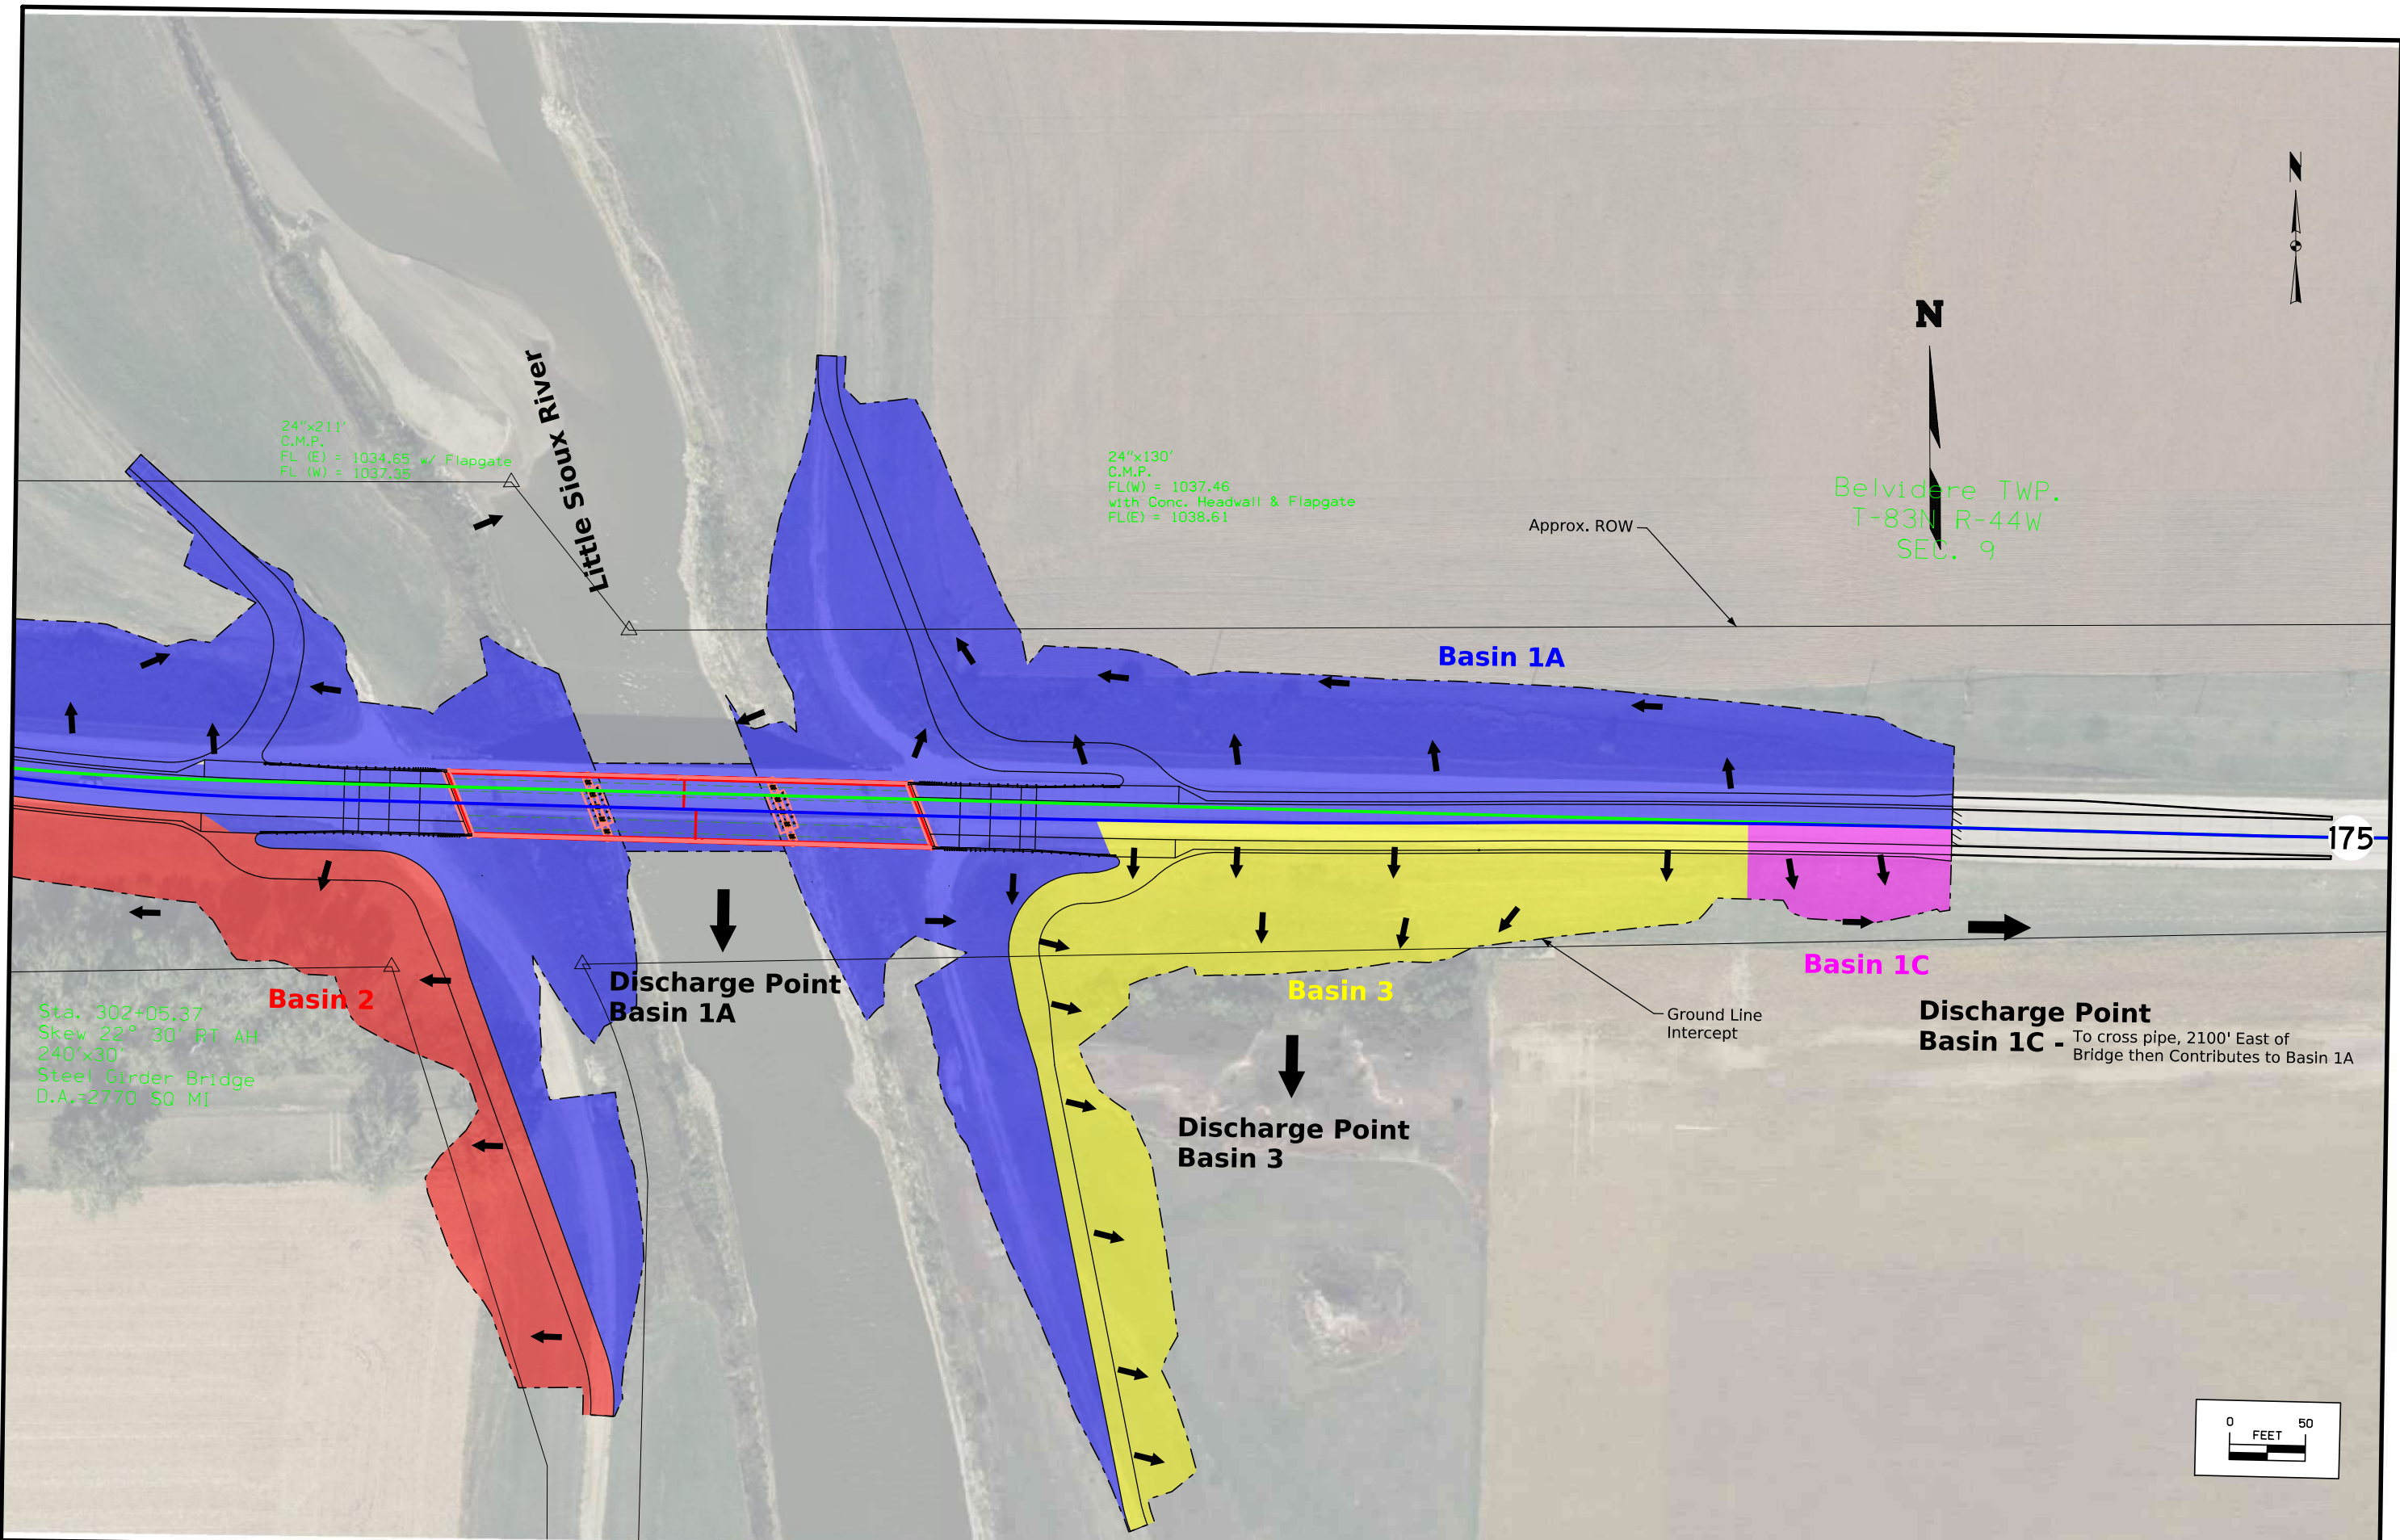 N
N
Little Sioux River
24"x211'
C.M.P.
FL (E) = 1034.65 w/ Flapgate
FL (W) = 1037.35
24"x130'
C.M.P.
FL(W) = 1037.46
with Conc. Headwall & Flapgate
FL(E) = 1038.61
Belvidere TWP.
T-83N R-44W
SEC. 9
Approx. ROW
Basin 1A
175
Basin 2
Discharge Point
Basin 1A
Basin 3
Basin 1C
Sta. 302+05.37
Skew 22° 30' RT AH
240'x30'
Steel Girder Bridge
D.A.=2770 SQ MI
Ground Line
Intercept
Discharge Point
Basin 1C - To cross pipe, 2100' East of
Bridge then Contributes to Basin 1A
Discharge Point
Basin 3
0 50
FEET